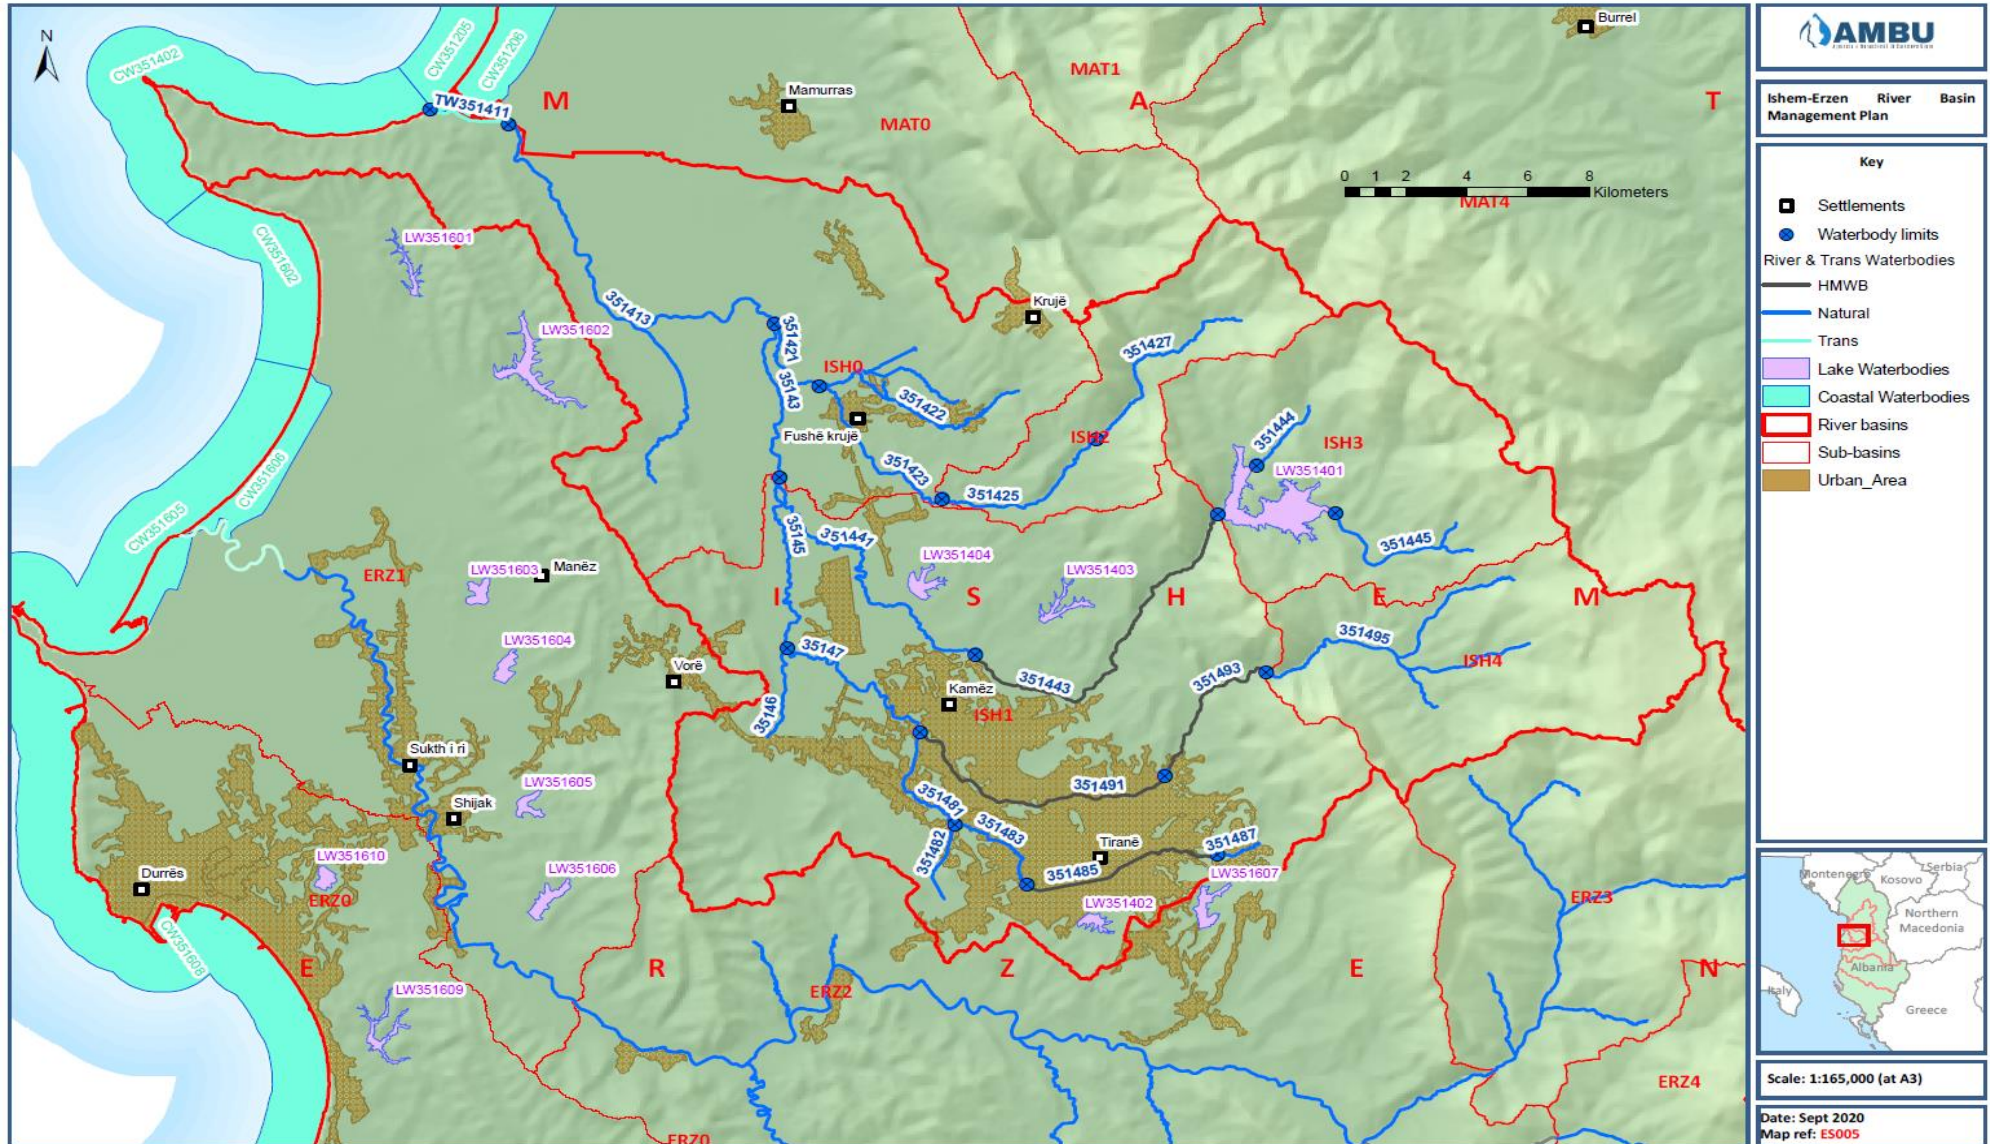 N
CW351402
CW351205
CW351206
TW351411
M
A
T
MAT1
Burrel
Mamurras
MAT0
0 1 2 4 6 8
Kilometers
MAT4
CW351602
LW351601
351413
LW351602
Krujë
351421
35143
ISH0
351427
351422
Fushë krujë
ISH2
351444
ISH3
LW351401
351423
351425
CW351606
CW351605
35145
351441
351445
LW351404
LW351403
ERZ1
LW351603
Manëz
I
S
H
E
M
LW351604
35147
351495
ISH4
Vorë
351443
351493
35146
Kamëz
ISH1
Sukth i ri
LW351605
351491
Shijak
351481
351483
351482
Tiranë
351487
351485
LW351610
LW351606
LW351607
Durrës
ERZ0
LW351402
ERZ3
CW351608
E
R
Z
E
N
LW351609
ERZ2
ERZ4
ERZ0
AMBU
Ishem-Erzen River Basin
Management Plan
Key
Settlements
Waterbody limits
River & Trans Waterbodies
HMWB
Natural
Trans
Lake Waterbodies
Coastal Waterbodies
River basins
Sub-basins
Urban_Area
Montenegro
Serbia
Kosovo
Northern
Macedonia
Albania
Italy
Greece
Scale: 1:165,000 (at A3)
Date: Sept 2020
Map ref: ES005